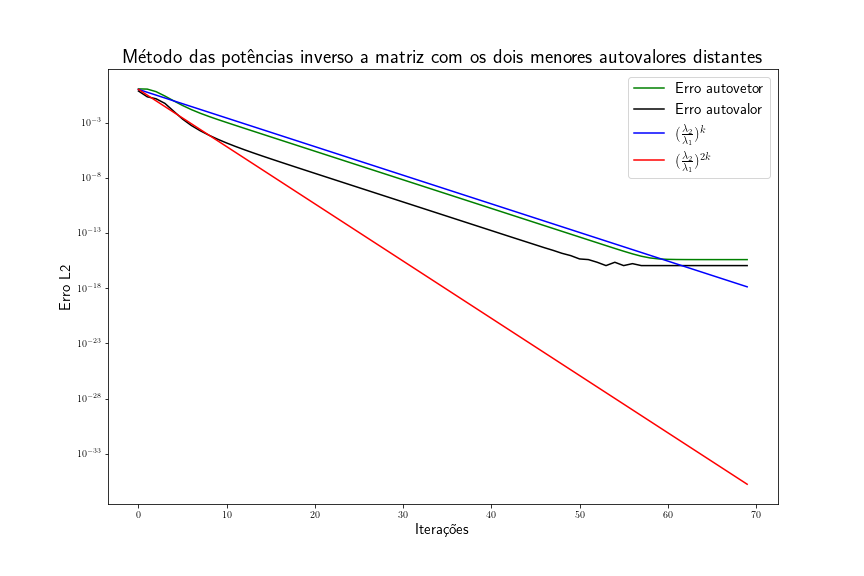 Método das potências inverso a matriz com os dois menores autovalores distantes
Erro autovetor
Erro autovalor
(λ₂/λ₁)ᵏ
(λ₂/λ₁)²ᵏ
Erro L2
10⁻³
10⁻⁸
10⁻¹³
10⁻¹⁸
10⁻²³
10⁻²⁸
10⁻³³
0 10 20 30 40 50 60 70
Iterações